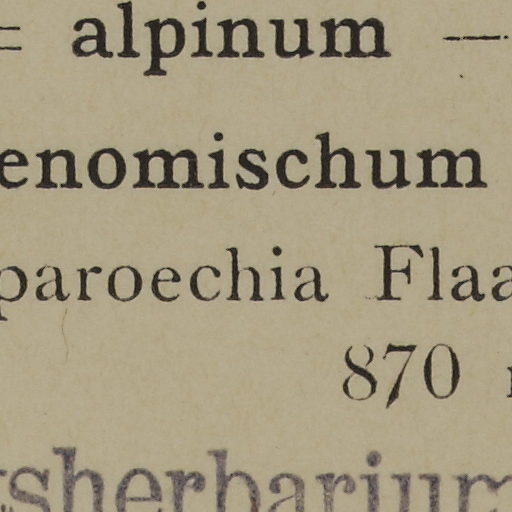 = alpinum —
enomischum
paroechia Flaa
870
sherbarium